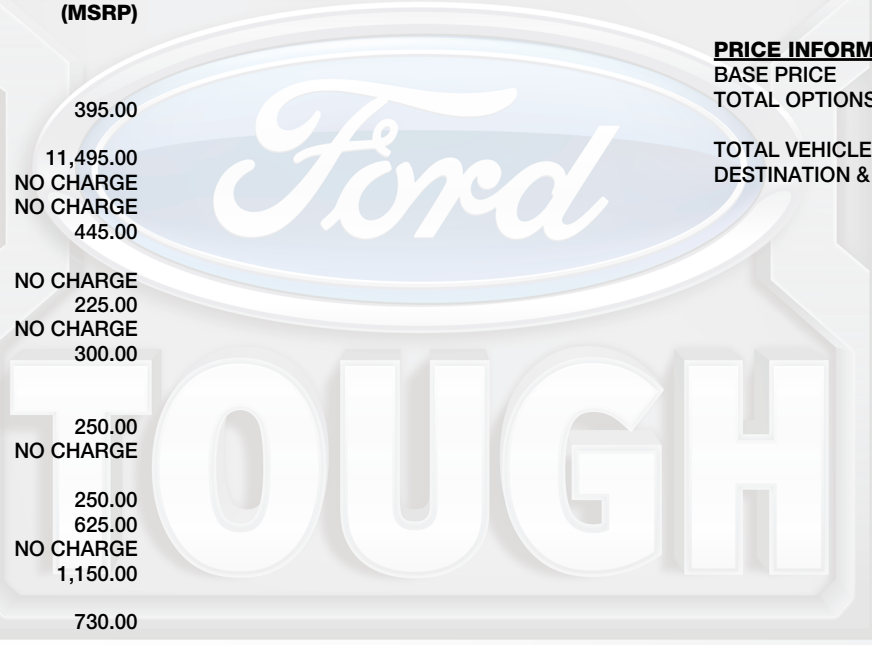 (MSRP)
395.00
11,495.00
NO CHARGE
NO CHARGE
445.00
NO CHARGE
225.00
NO CHARGE
300.00
250.00
NO CHARGE
250.00
625.00
NO CHARGE
1,150.00
730.00
PRICE INFORM
BASE PRICE
TOTAL OPTIONS
TOTAL VEHICLE
DESTINATION &
Ford
TOUGH